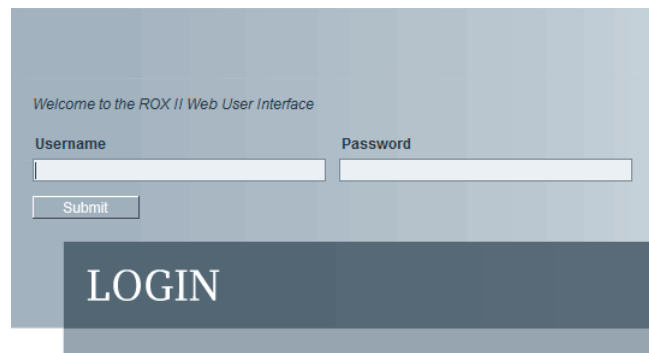 Welcome to the ROX II Web User Interface
Username Password
Submit
LOGIN